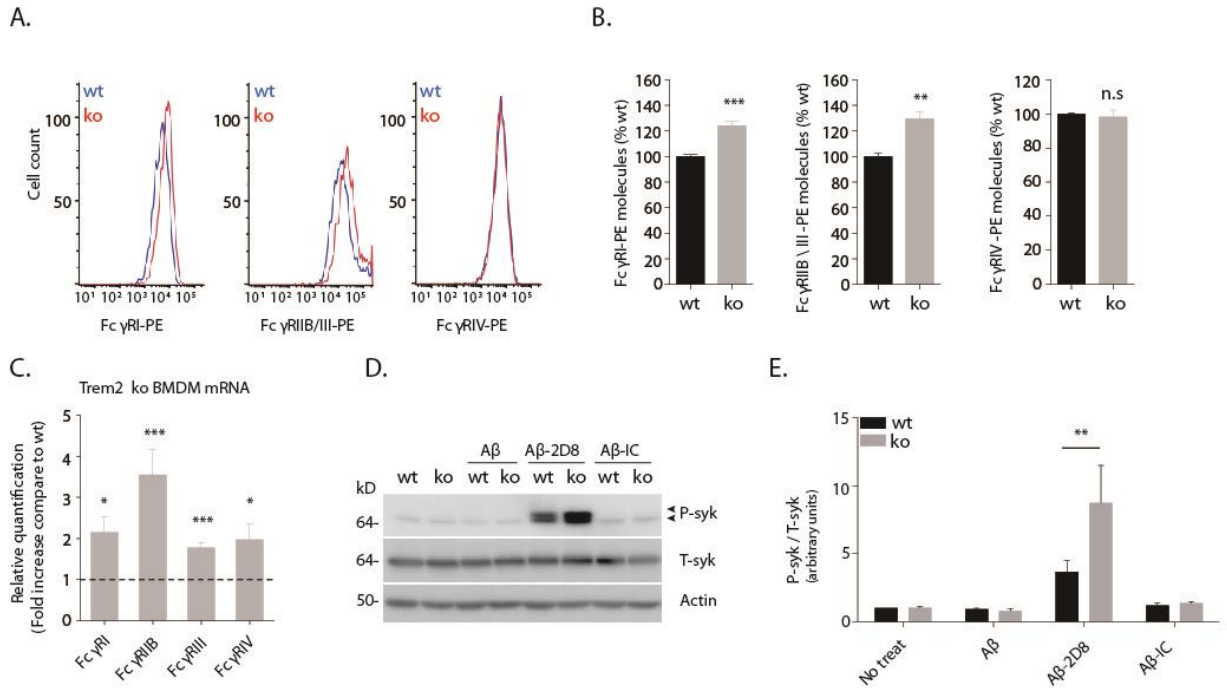 A.
wt
ko
Cell count
100
50
10¹ 10² 10³ 10⁴ 10⁵
Fc γRI-PE
wt
ko
100
50
10¹ 10² 10³ 10⁴ 10⁵
Fc γRIIB/III-PE
wt
ko
100
50
10¹ 10² 10³ 10⁴ 10⁵
Fc γRIV-PE
B.
Fc γRI-PE molecules (% wt)
160
140
120
100
80
60
40
20
0
***
wt ko
Fc γRIIB \ III -PE molecules (% wt)
160
140
120
100
80
60
40
20
0
**
wt ko
Fc γRIV - PE molecules (% wt)
120
100
80
60
40
20
0
n.s
wt ko
C.
Trem2 ko BMDM mRNA
Relative quantification
(Fold increase compare to wt)
5
4
3
2
1
0
*
***
***
*
Fc γRI
Fc γRIIB
Fc γRIII
Fc γRIV
D.
Aβ Aβ-2D8 Aβ-IC
wt ko wt ko wt ko wt ko
kD
64-
P-syk
64-
T-syk
50-
Actin
E.
P-syk / T-syk
(arbitrary units)
15
10
5
0
wt
ko
**
No treat
Aβ
Aβ-2D8
Aβ-IC